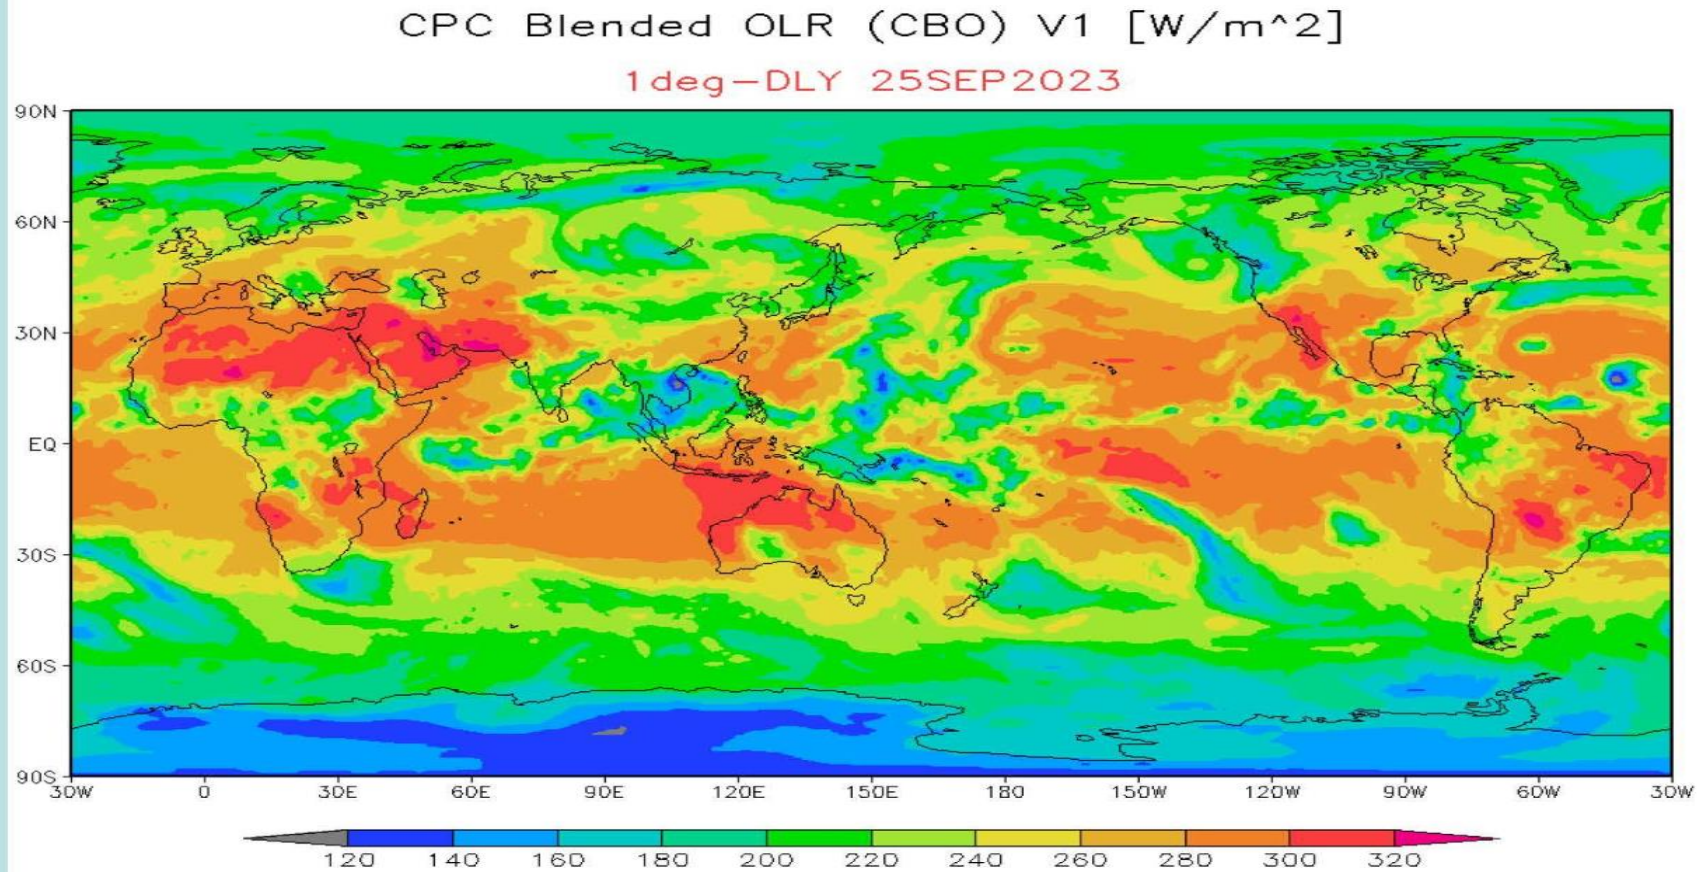 CPC Blended OLR (CBO) V1 [W/m^2]
1deg-DLY 25SEP2023
90N
60N
30N
EQ
30S
60S
90S
30W 0 30E 60E 90E 120E 150E 180 150W 120W 90W 60W 30W
120 140 160 180 200 220 240 260 280 300 320